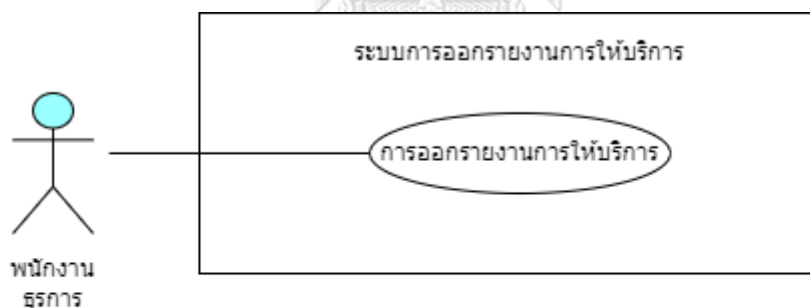 ระบบการออกรายงานการให้บริการ
การออกรายงานการให้บริการ
พนักงาน
ธุรการ